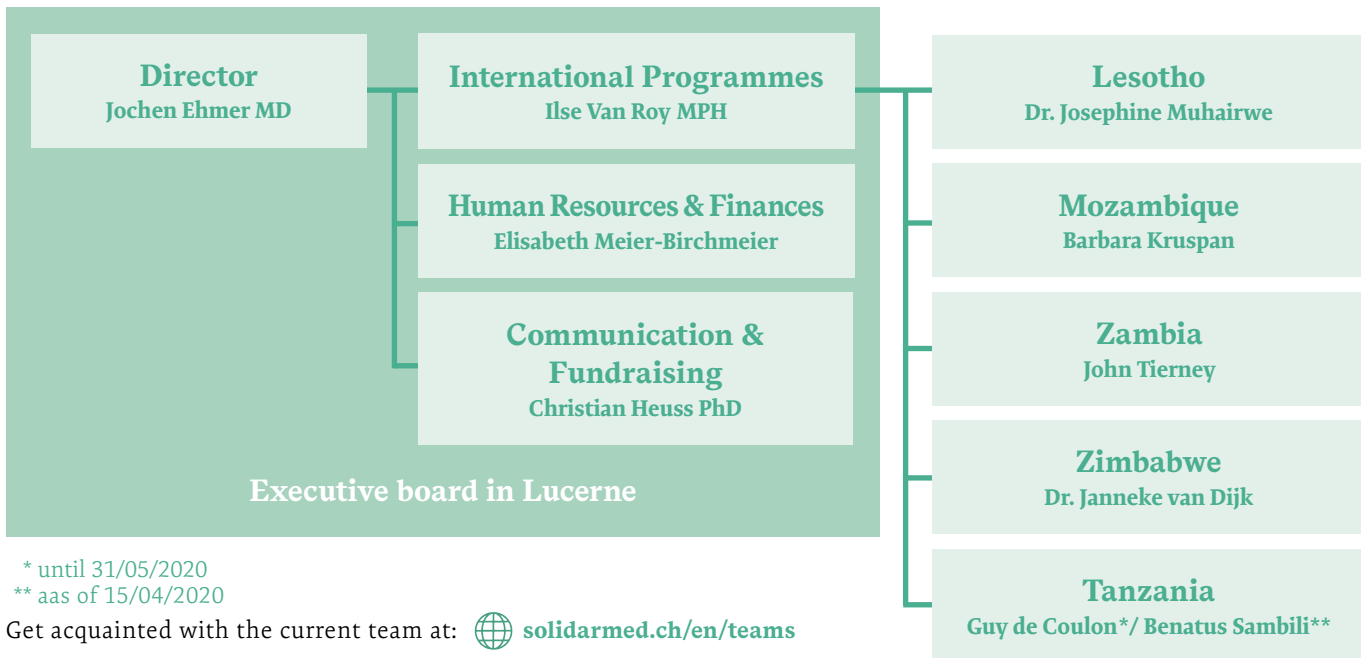 Director
Jochen Ehmer MD
International Programmes
Ilse Van Roy MPH
Human Resources & Finances
Elisabeth Meier-Birchmeier
Communication &
Fundraising
Christian Heuss PhD
Executive board in Lucerne
Lesotho
Dr. Josephine Muhairwe
Mozambique
Barbara Kruspan
Zambia
John Tierney
Zimbabwe
Dr. Janneke van Dijk
Tanzania
Guy de Coulon*/ Benatus Sambili**
* until 31/05/2020
** aas of 15/04/2020
Get acquainted with the current team at: solidarmed.ch/en/teams